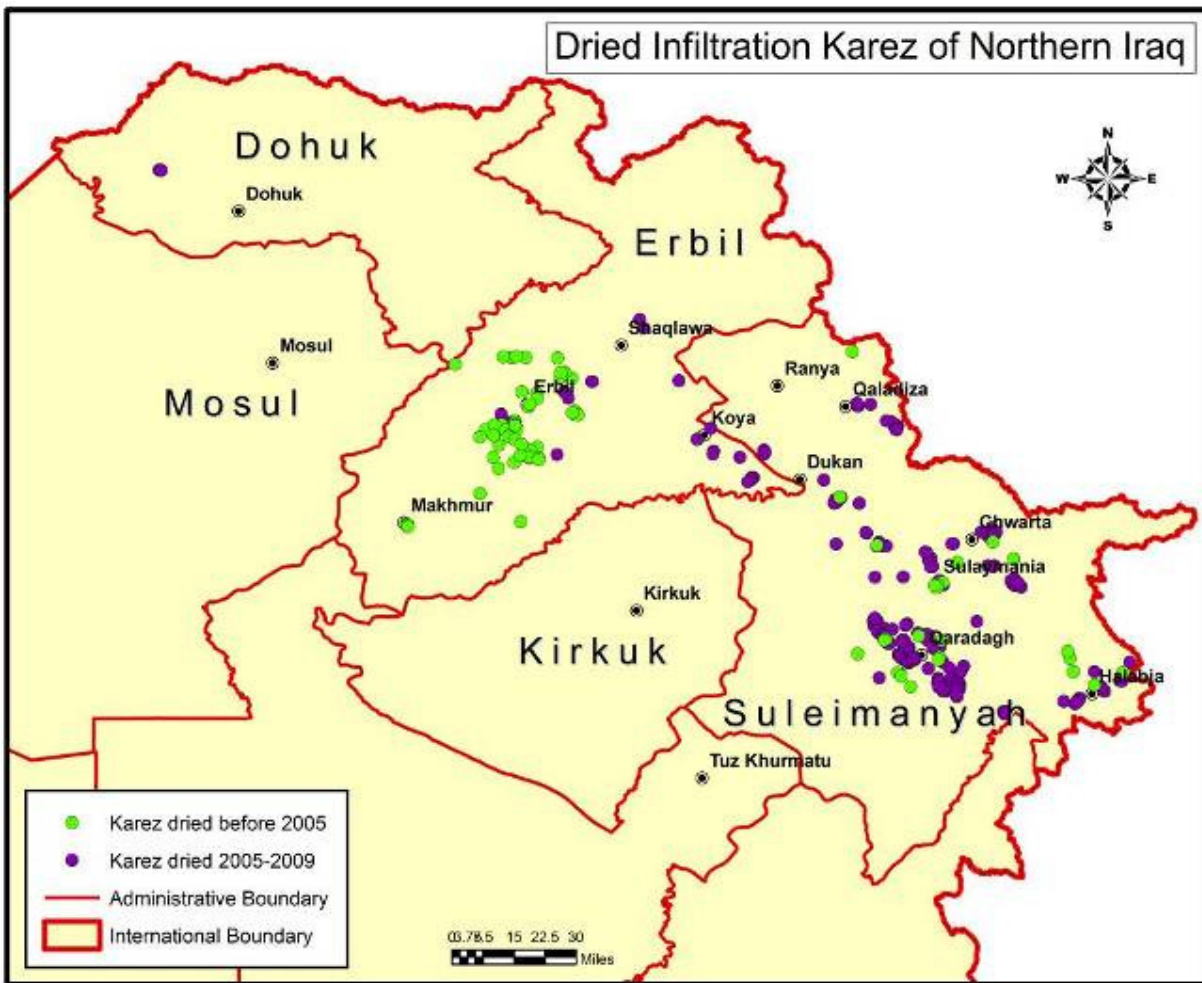 Dried Infiltration Karez of Northern Iraq
N
W E
S
Dohuk
Dohuk
Erbil
Shaqlawa
Mosul
Mosul
Ranya
Erbil
Qaladiza
Koya
Dukan
Makhmur
Chwarta
Sulaymania
Kirkuk
Kirkuk
Qaradagh
Halabja
Suleimanyah
Tuz Khurmatu
Karez dried before 2005
Karez dried 2005-2009
Administrative Boundary
International Boundary
15 22.5 30
Miles